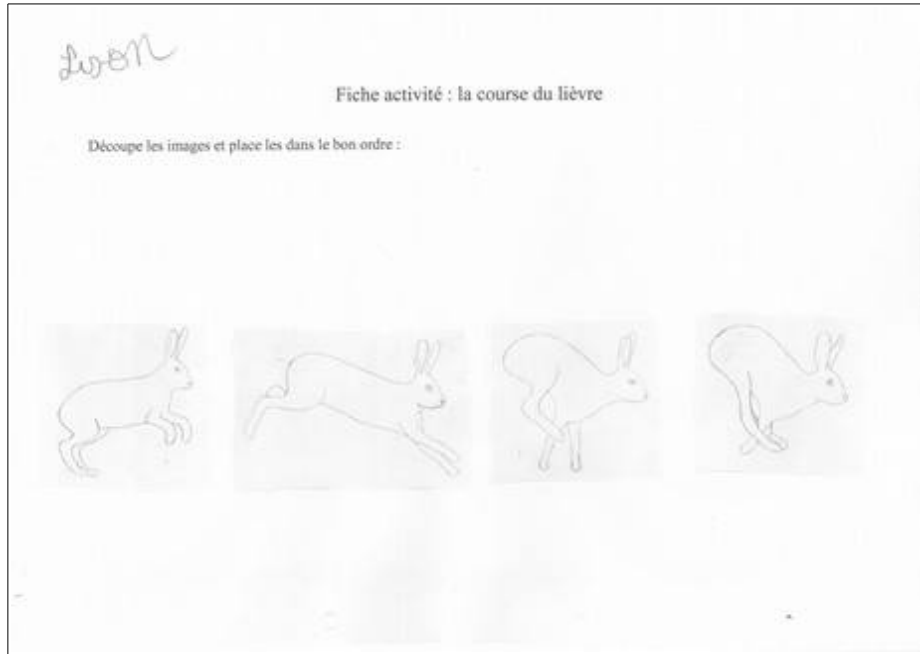 Fiche activité : la course du lièvre
Découpe les images et place les dans le bon ordre :